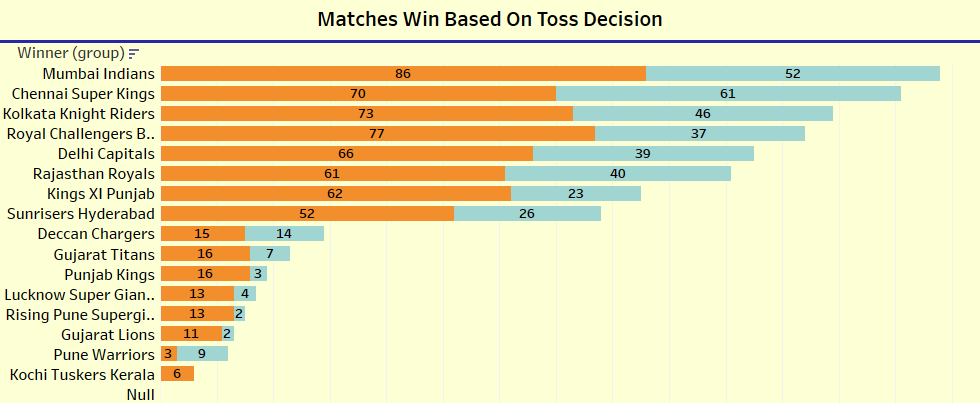 Matches Win Based On Toss Decision
Winner (group)
Mumbai Indians 86 52
Chennai Super Kings 70 61
Kolkata Knight Riders 73 46
Royal Challengers B.. 77 37
Delhi Capitals 66 39
Rajasthan Royals 61 40
Kings XI Punjab 62 23
Sunrisers Hyderabad 52 26
Deccan Chargers 15 14
Gujarat Titans 16 7
Punjab Kings 16 3
Lucknow Super Gian.. 13 4
Rising Pune Supergi.. 13 2
Gujarat Lions 11 2
Pune Warriors 3 9
Kochi Tuskers Kerala 6
Null